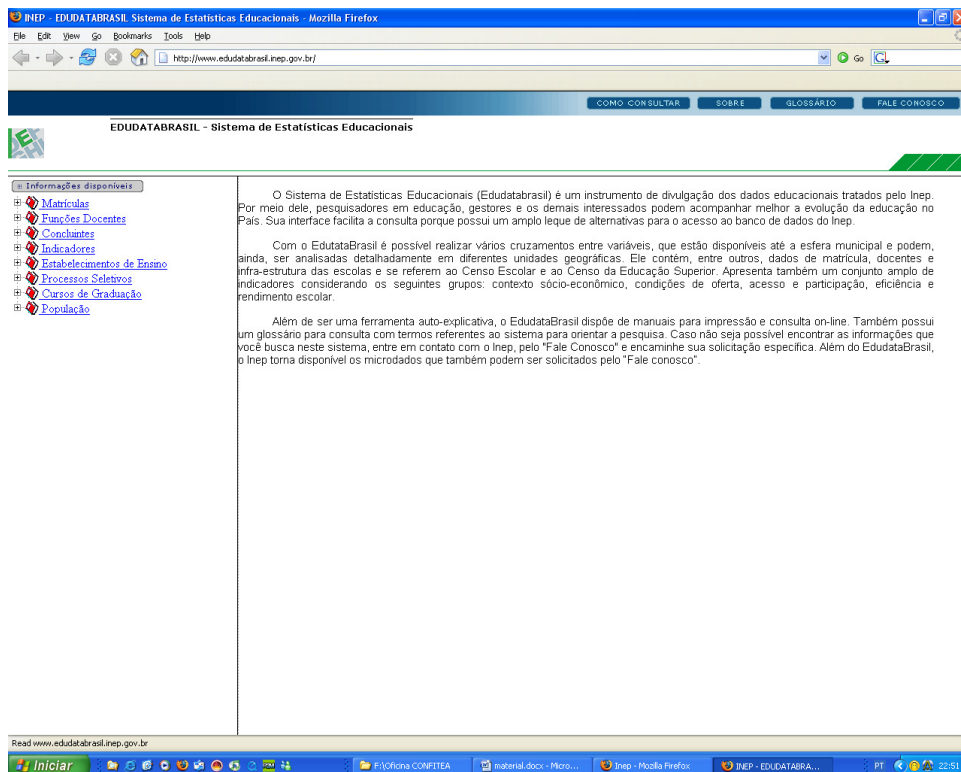 INEP - EDUDATABRASIL Sistema de Estatísticas Educacionais - Mozilla Firefox
File Edit View Go Bookmarks Tools Help
http://www.edudatabrasil.inep.gov.br/
Go
COMO CONSULTAR SOBRE GLOSSÁRIO FALE CONOSCO
EDUDATABRASIL - Sistema de Estatísticas Educacionais
Informações disponíveis
Matrículas
Funções Docentes
Concluintes
Indicadores
Estabelecimentos de Ensino
Processos Seletivos
Cursos de Graduação
População
O Sistema de Estatísticas Educacionais (Edudatabrasil) é um instrumento de divulgação dos dados educacionais tratados pelo Inep.
Por meio dele, pesquisadores em educação, gestores e os demais interessados podem acompanhar melhor a evolução da educação no
País. Sua interface facilita a consulta porque possui um amplo leque de alternativas para o acesso ao banco de dados do Inep.
Com o EdutataBrasil é possível realizar vários cruzamentos entre variáveis, que estão disponíveis até a esfera municipal e podem,
ainda, ser analisadas detalhadamente em diferentes unidades geográficas. Ele contém, entre outros, dados de matrícula, docentes e
infra-estrutura das escolas e se referem ao Censo Escolar e ao Censo da Educação Superior. Apresenta também um conjunto amplo de
indicadores considerando os seguintes grupos: contexto sócio-econômico, condições de oferta, acesso e participação, eficiência e
rendimento escolar.
Além de ser uma ferramenta auto-explicativa, o EdudataBrasil dispõe de manuais para impressão e consulta on-line. Também possui
um glossário para consulta com termos referentes ao sistema para orientar a pesquisa. Caso não seja possível encontrar as informações que
você busca neste sistema, entre em contato com o Inep, pelo "Fale Conosco" e encaminhe sua solicitação específica. Além do EdudataBrasil,
o Inep torna disponível os microdados que também podem ser solicitados pelo "Fale conosco".
Read www.edudatabrasil.inep.gov.br
Iniciar F:\Oficina CONFITEA material.docx - Micro... Inep - Mozilla Firefox INEP - EDUDATABRA... PT 22:51